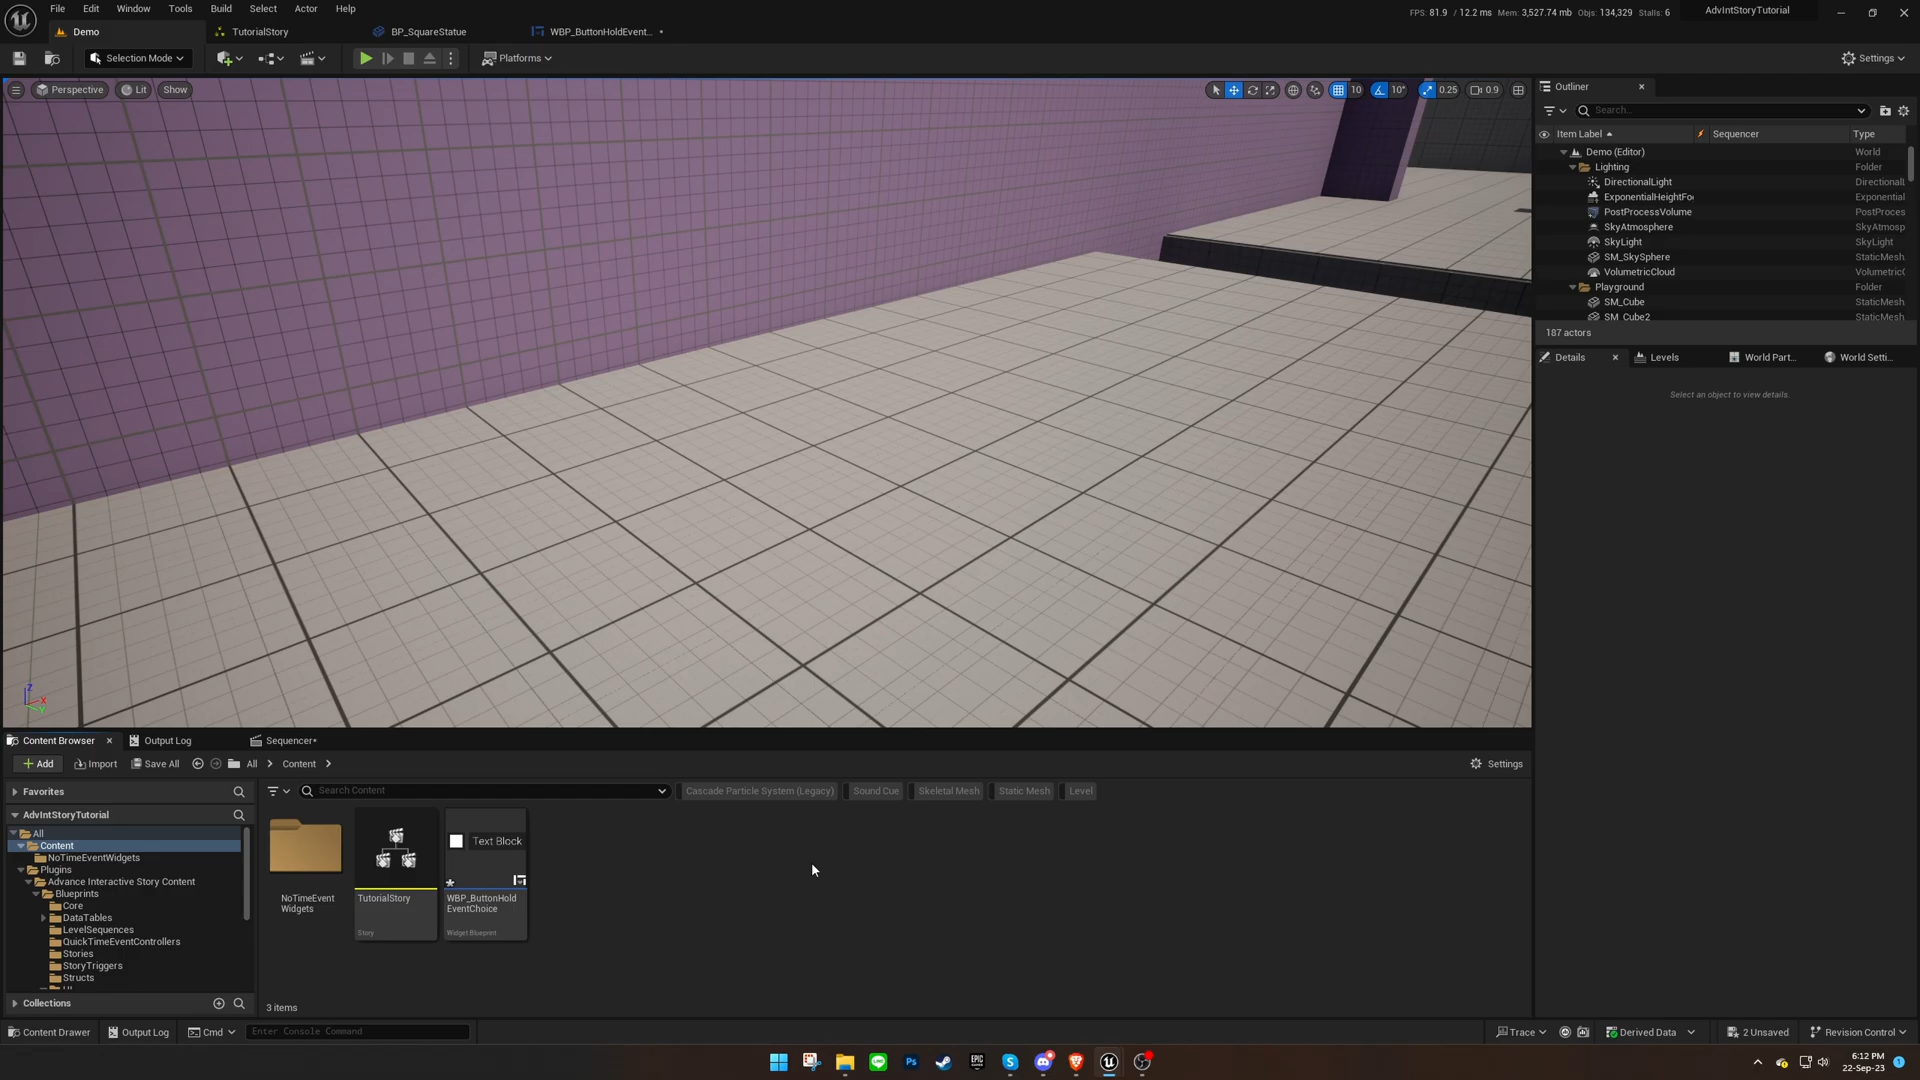 File Edit Window Tools Build Select Actor Help
FPS: 81.9 / 12.2 ms Mem: 3,527.74 mb Objs: 134,329 Stalls: 6 AdvIntStoryTutorial
Demo TutorialStory BP_SquareStatue WBP_ButtonHoldEvent... •
Selection Mode Platforms Settings
Perspective Lit Show 10 10° 0.25 0.9
Outliner
Search...
Item Label Sequencer Type
Demo (Editor) World
Lighting Folder
DirectionalLight Directional
ExponentialHeightFo Exponential
PostProcessVolume PostProces
SkyAtmosphere SkyAtmosp
SkyLight SkyLight
SM_SkySphere StaticMesh
VolumetricCloud Volumetric
Playground Folder
SM_Cube StaticMesh
SM_Cube2 StaticMesh
187 actors
Details Levels World Part... World Setti...
Select an object to view details.
Z X Y
Content Browser Output Log Sequencer*
Add Import Save All All Content Settings
Favorites
Search Content
Cascade Particle System (Legacy) Sound Cue Skeletal Mesh Static Mesh Level
AdvIntStoryTutorial
All
Content
NoTimeEventWidgets
Plugins
Advance Interactive Story Content
Blueprints
Core
DataTables
LevelSequences
QuickTimeEventControllers
Stories
StoryTriggers
Structs
Collections
Text Block
NoTimeEvent
Widgets
TutorialStory
Story
WBP_ButtonHold
EventChoice
Widget Blueprint
3 items
Content Drawer Output Log Cmd Enter Console Command
Trace Derived Data 2 Unsaved Revision Control
Ps EPIC
6:12 PM
22-Sep-23
1